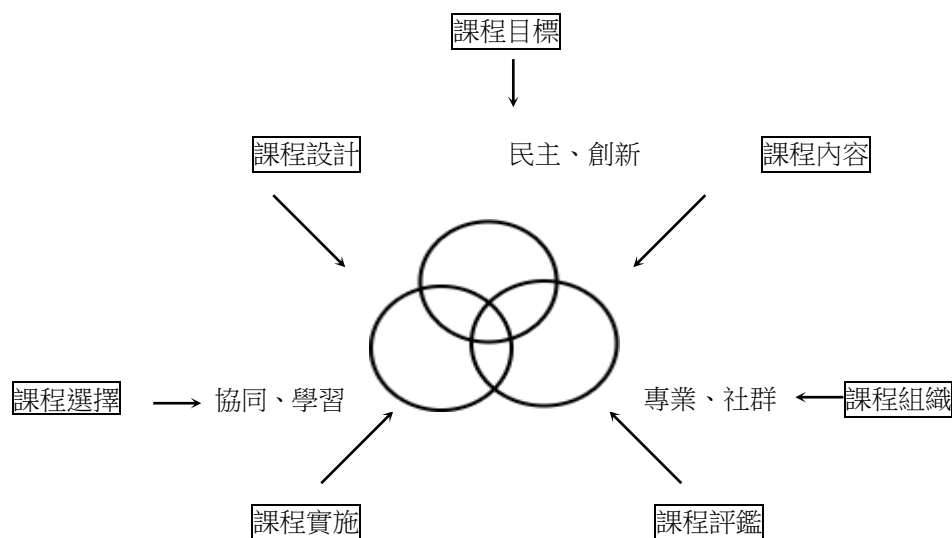 課程目標
課程設計
民主、創新
課程內容
課程選擇
協同、學習
專業、社群
課程組織
課程實施
課程評鑑